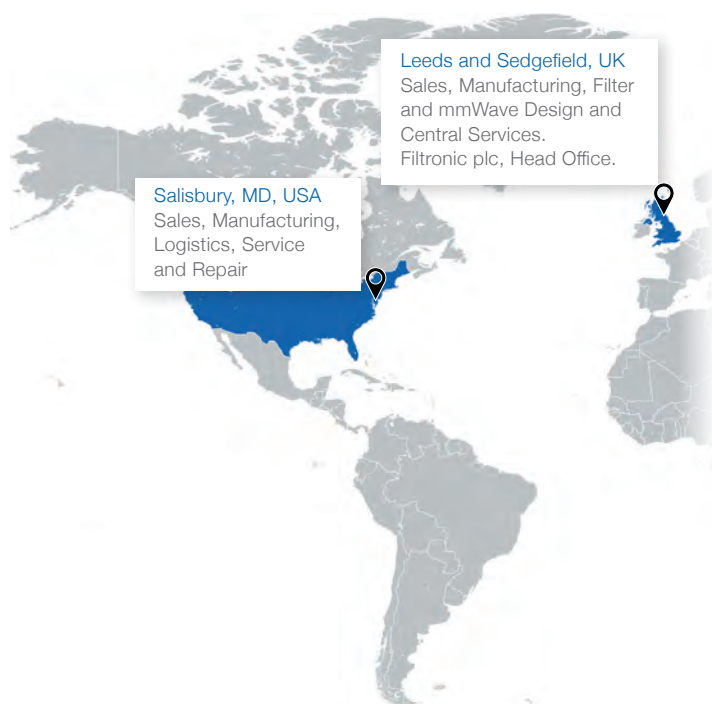 Leeds and Sedgefield, UK
Sales, Manufacturing, Filter
and mmWave Design and
Central Services.
Filtronic plc, Head Office.
Salisbury, MD, USA
Sales, Manufacturing,
Logistics, Service
and Repair